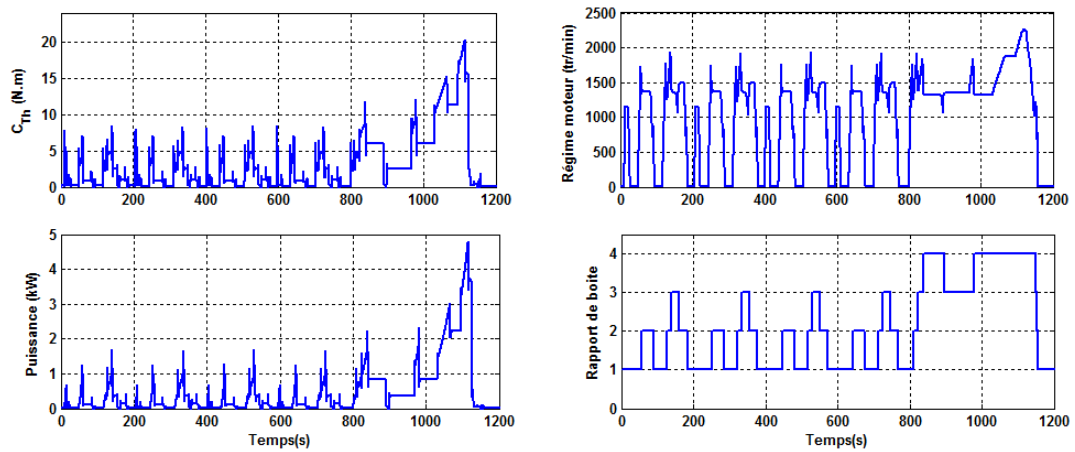 C_Th (N.m)
20
15
10
5
0
0 200 400 600 800 1000 1200
Régime moteur (tr/min)
2500
2000
1500
1000
500
0
0 200 400 600 800 1000 1200
Puissance (kW)
5
4
3
2
1
0
0 200 400 600 800 1000 1200
Temps(s)
Rapport de boite
4
3
2
1
0
0 200 400 600 800 1000 1200
Temps(s)